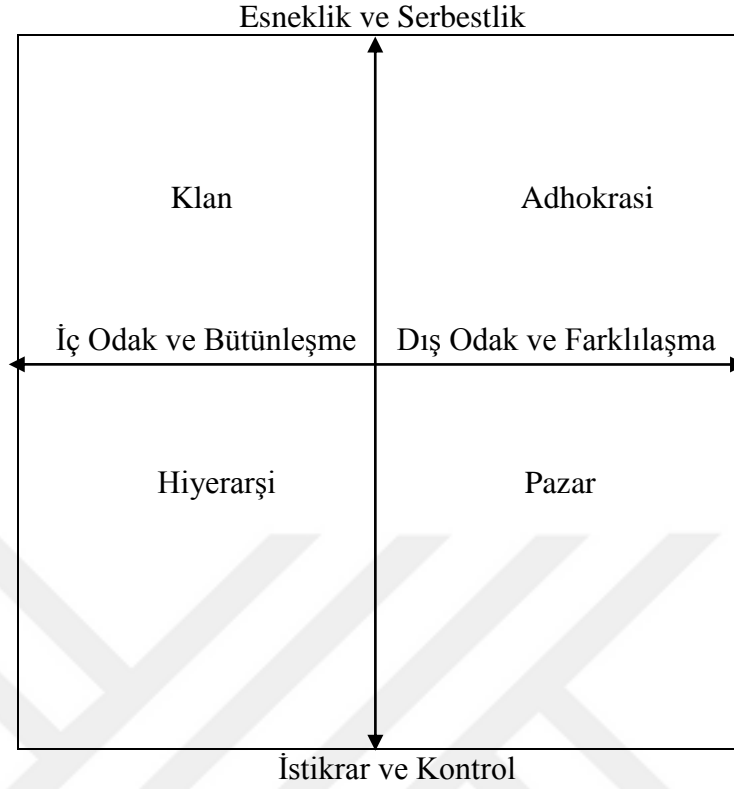 Esneklik ve Serbestlik
Klan
Adhokrasi
İç Odak ve Bütünleşme
Dış Odak ve Farklılaşma
Hiyerarşi
Pazar
İstikrar ve Kontrol